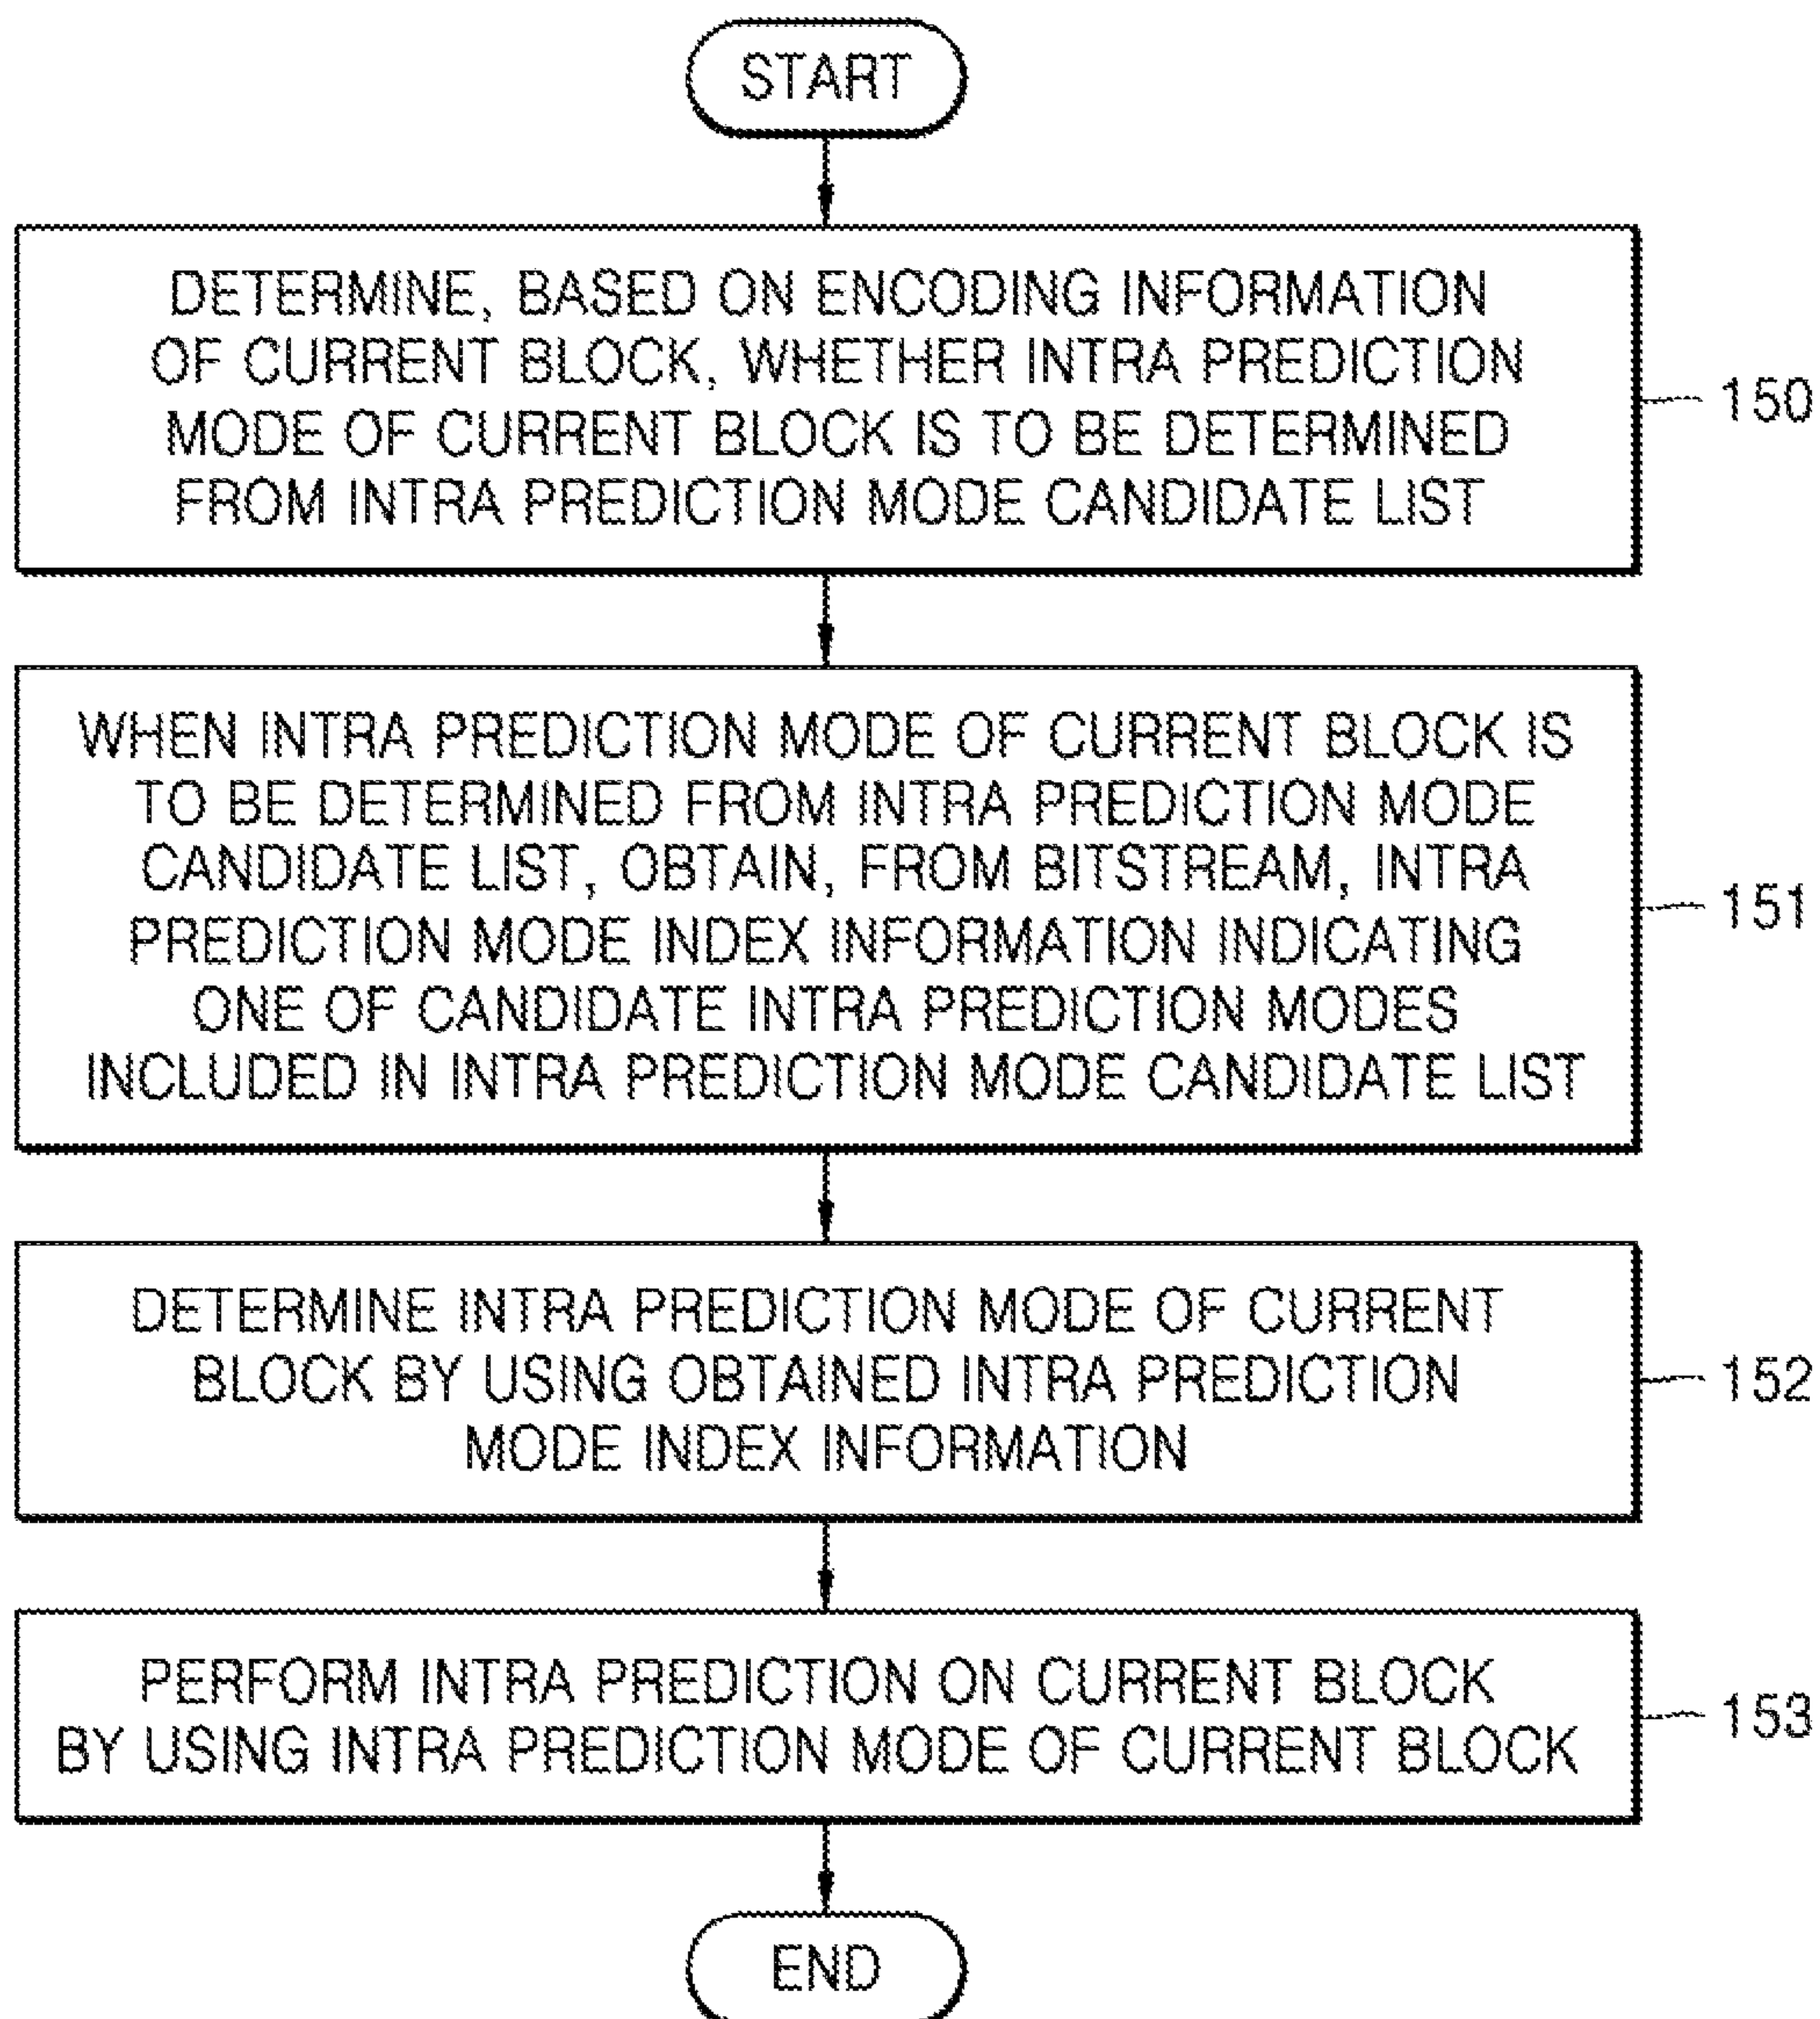 START
DETERMINE, BASED ON ENCODING INFORMATION
OF CURRENT BLOCK, WHETHER INTRA PREDICTION
MODE OF CURRENT BLOCK IS TO BE DETERMINED
FROM INTRA PREDICTION MODE CANDIDATE LIST
150
WHEN INTRA PREDICTION MODE OF CURRENT BLOCK IS
TO BE DETERMINED FROM INTRA PREDICTION MODE
CANDIDATE LIST, OBTAIN, FROM BITSTREAM, INTRA
PREDICTION MODE INDEX INFORMATION INDICATING
ONE OF CANDIDATE INTRA PREDICTION MODES
INCLUDED IN INTRA PREDICTION MODE CANDIDATE LIST
151
DETERMINE INTRA PREDICTION MODE OF CURRENT
BLOCK BY USING OBTAINED INTRA PREDICTION
MODE INDEX INFORMATION
152
PERFORM INTRA PREDICTION ON CURRENT BLOCK
BY USING INTRA PREDICTION MODE OF CURRENT BLOCK
153
END